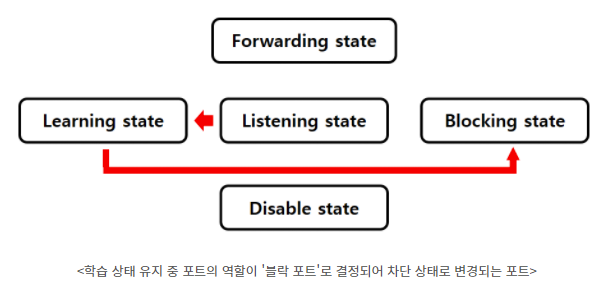 Forwarding state
Learning state
Listening state
Blocking state
Disable state
<학습 상태 유지 중 포트의 역할이 '블락 포트'로 결정되어 차단 상태로 변경되는 포트>